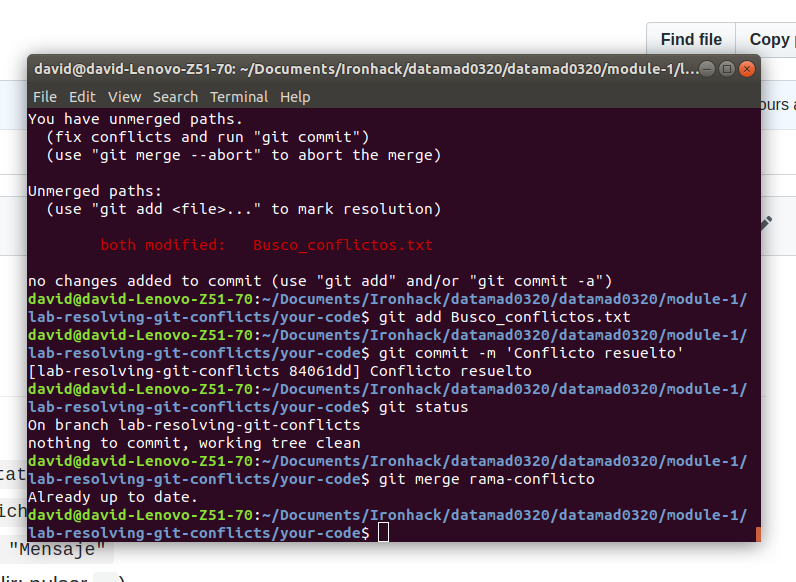 Find file
Copy
david@david-Lenovo-Z51-70: ~/Documents/Ironhack/datamad0320/datamad0320/module-1/l...
File Edit View Search Terminal Help
You have unmerged paths.
(fix conflicts and run "git commit")
(use "git merge --abort" to abort the merge)
Unmerged paths:
(use "git add <file>..." to mark resolution)
both modified: Busco_conflictos.txt
no changes added to commit (use "git add" and/or "git commit -a")
david@david-Lenovo-Z51-70:~/Documents/Ironhack/datamad0320/datamad0320/module-1/
lab-resolving-git-conflicts/your-code$ git add Busco_conflictos.txt
david@david-Lenovo-Z51-70:~/Documents/Ironhack/datamad0320/datamad0320/module-1/
lab-resolving-git-conflicts/your-code$ git commit -m 'Conflicto resuelto'
[lab-resolving-git-conflicts 84061dd] Conflicto resuelto
david@david-Lenovo-Z51-70:~/Documents/Ironhack/datamad0320/datamad0320/module-1/
lab-resolving-git-conflicts/your-code$ git status
On branch lab-resolving-git-conflicts
nothing to commit, working tree clean
david@david-Lenovo-Z51-70:~/Documents/Ironhack/datamad0320/datamad0320/module-1/
lab-resolving-git-conflicts/your-code$ git merge rama-conflicto
Already up to date.
david@david-Lenovo-Z51-70:~/Documents/Ironhack/datamad0320/datamad0320/module-1/
lab-resolving-git-conflicts/your-code$
"Mensaje"